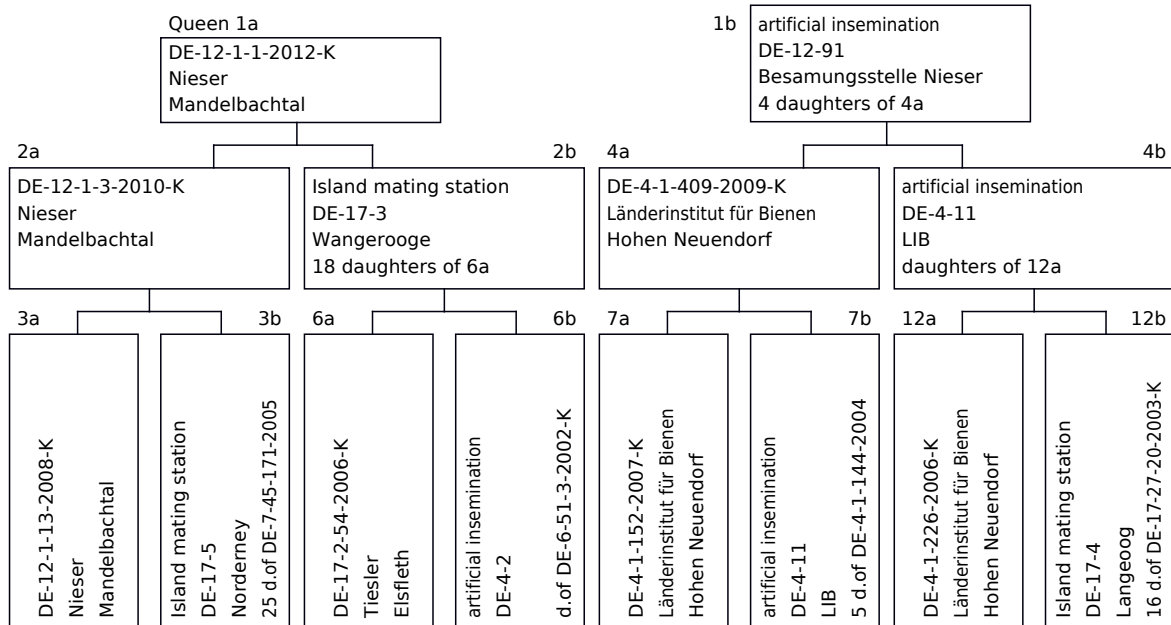 Queen 1a
DE-12-1-1-2012-K
Nieser
Mandelbachtal
1b
artificial insemination
DE-12-91
Besamungsstelle Nieser
4 daughters of 4a
2a
DE-12-1-3-2010-K
Nieser
Mandelbachtal
2b
Island mating station
DE-17-3
Wangerooge
18 daughters of 6a
4a
DE-4-1-409-2009-K
Länderinstitut für Bienen
Hohen Neuendorf
4b
artificial insemination
DE-4-11
LIB
daughters of 12a
3a
DE-12-1-13-2008-K
Nieser
Mandelbachtal
3b
Island mating station
DE-17-5
Norderney
25 d.of DE-7-45-171-2005
6a
DE-17-2-54-2006-K
Tiesler
Elsfleth
6b
artificial insemination
DE-4-2
d.of DE-6-51-3-2002-K
7a
DE-4-1-152-2007-K
Länderinstitut für Bienen
Hohen Neuendorf
7b
artificial insemination
DE-4-11
LIB
5 d.of DE-4-1-144-2004
12a
DE-4-1-226-2006-K
Länderinstitut für Bienen
Hohen Neuendorf
12b
Island mating station
DE-17-4
Langeoog
16 d.of DE-17-27-20-2003-K